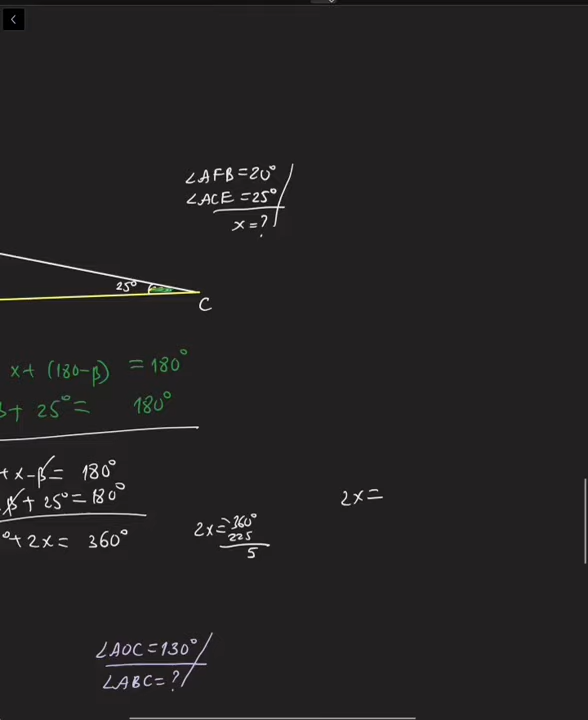 ∠AFB=20°
∠ACE=25°
x=?
25°
C
x+(180-β) =180°
β+ 25°= 180°
+x-β= 180°
β+25°=180°
°+2x= 360°
2x=-360°
225
5
2x=
∠AOC=130°
∠ABC=?